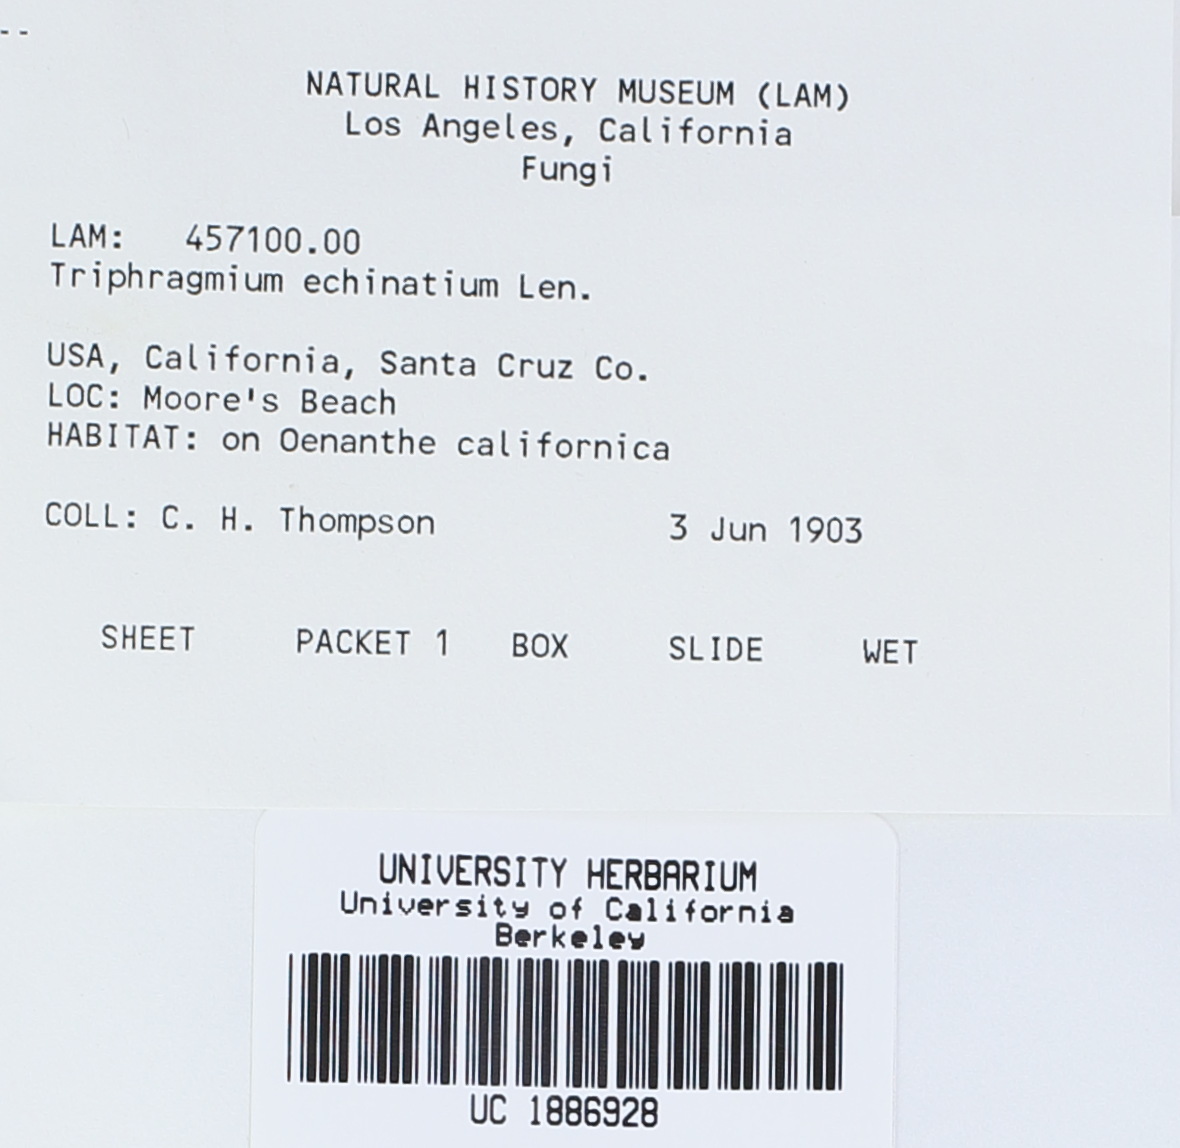 --
NATURAL HISTORY MUSEUM (LAM)
Los Angeles, California
Fungi
LAM: 457100.00
Triphragmium echinatium Len.
USA, California, Santa Cruz Co.
LOC: Moore's Beach
HABITAT: on Oenanthe californica
COLL: C. H. Thompson 3 Jun 1903
SHEET PACKET 1 BOX SLIDE WET
UNIVERSITY HERBARIUM
University of California
Berkeley
UC 1886928